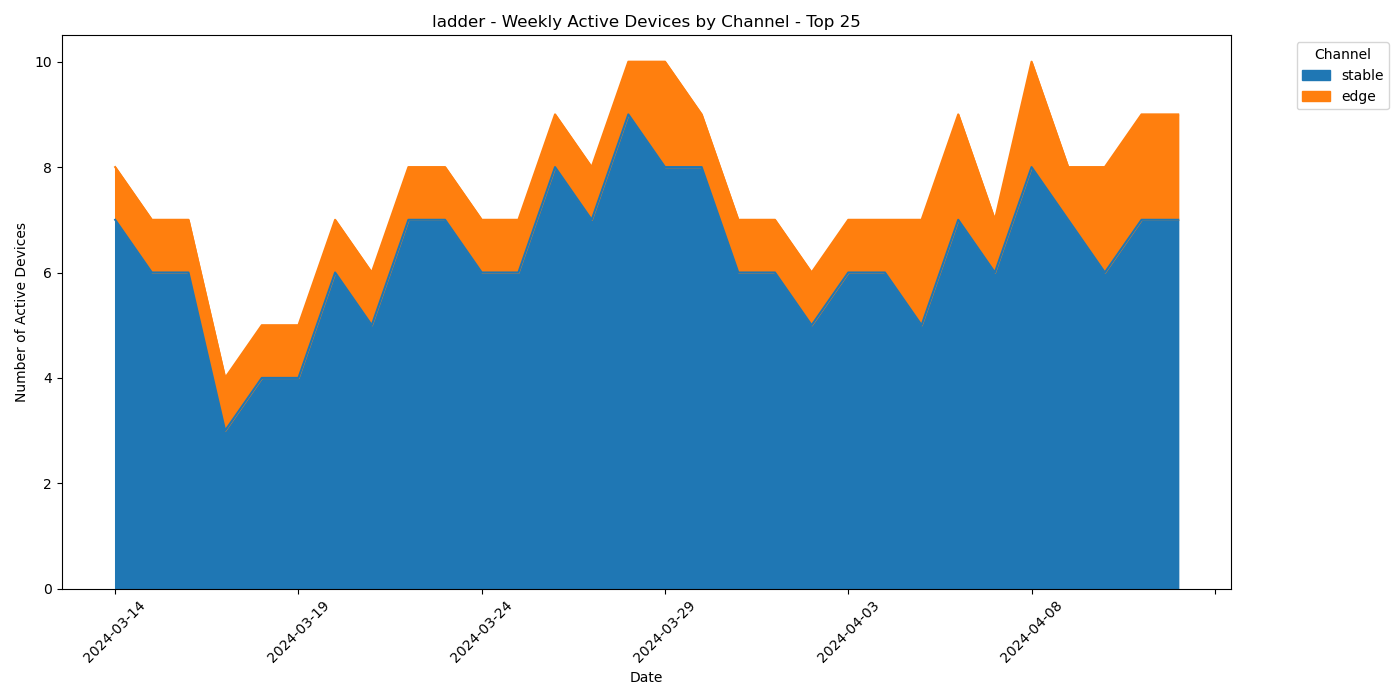 ladder - Weekly Active Devices by Channel - Top 25
Number of Active Devices
10
8
6
4
2
0
2024-03-14
2024-03-19
2024-03-24
2024-03-29
2024-04-03
2024-04-08
Date
Channel
stable
edge